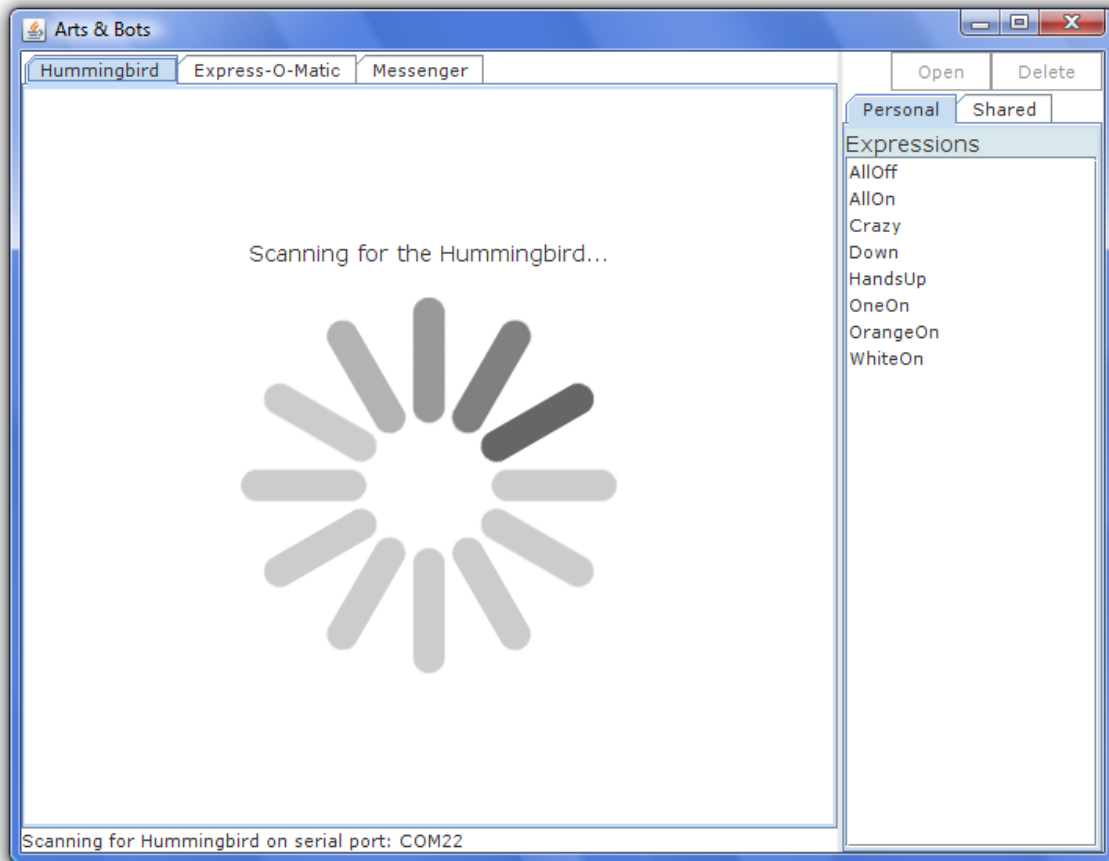 Arts & Bots
Hummingbird Express-O-Matic Messenger
Scanning for the Hummingbird...
Scanning for Hummingbird on serial port: COM22
Open Delete
Personal Shared
Expressions
AllOff
AllOn
Crazy
Down
HandsUp
OneOn
OrangeOn
WhiteOn